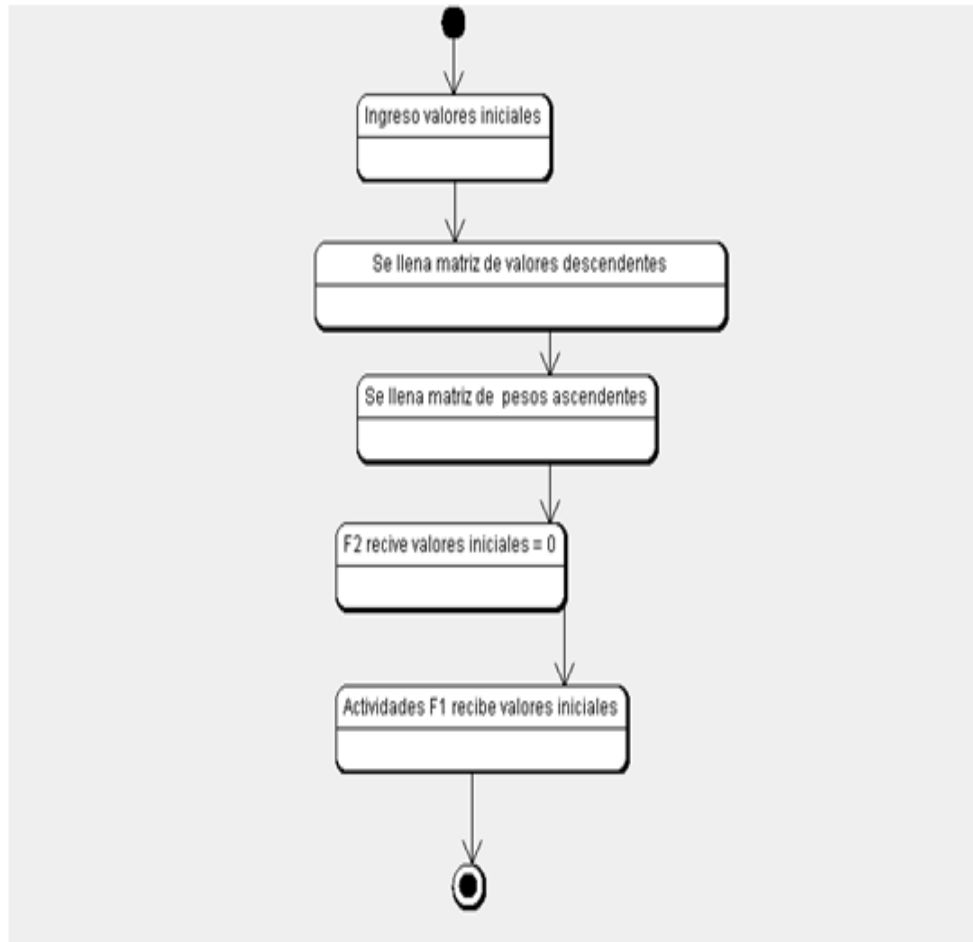 Ingreso valores iniciales
Se llena matriz de valores descendentes
Se llena matriz de pesos ascendentes
F2 recive valores iniciales = 0
Actividades F1 recibe valores iniciales